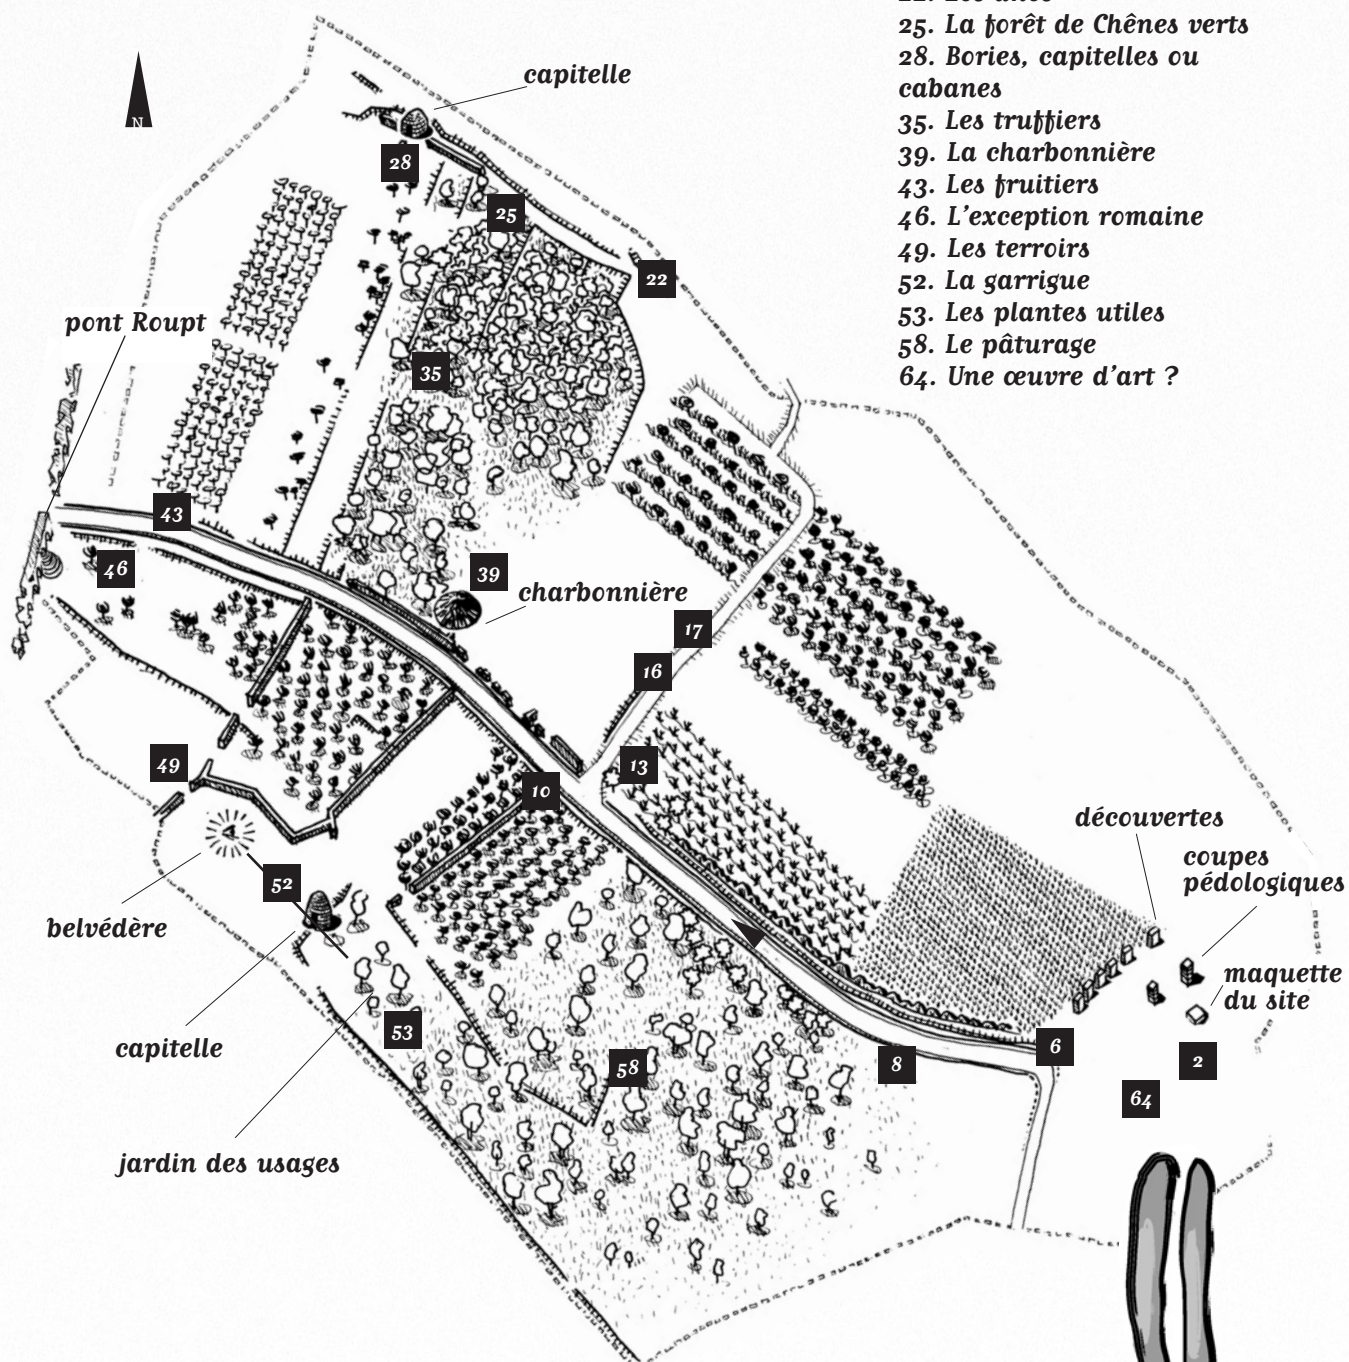 25. La forêt de Chênes verts
28. Bories, capitelles ou
cabanes
35. Les truffiers
39. La charbonnière
43. Les fruitiers
46. L'exception romaine
49. Les terroirs
52. La garrigue
53. Les plantes utiles
58. Le pâturage
64. Une œuvre d'art ?
capitelle
N
28
25
22
pont Roupt
35
43
46
39
charbonnière
17
16
49
13
10
découvertes
coupes
pédologiques
52
belvédère
maquette
du site
capitelle
53
58
8
6
2
64
jardin des usages